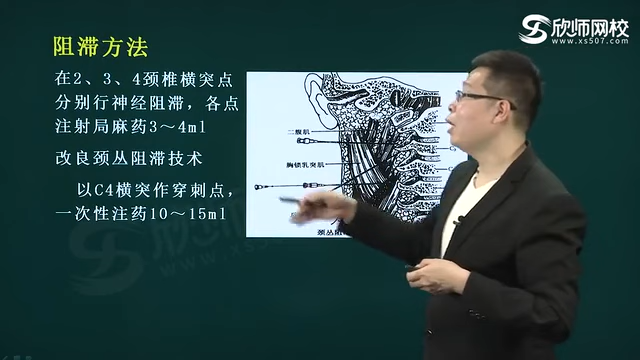 欣师网校
www.xs507.com
阻滞方法
在2、3、4颈椎横突点
分别行神经阻滞，各点
注射局麻药3～4ml
改良颈丛阻滞技术
以C4横突作穿刺点，
一次性注药10～15ml
二腹肌
胸锁乳突肌
颈丛阻